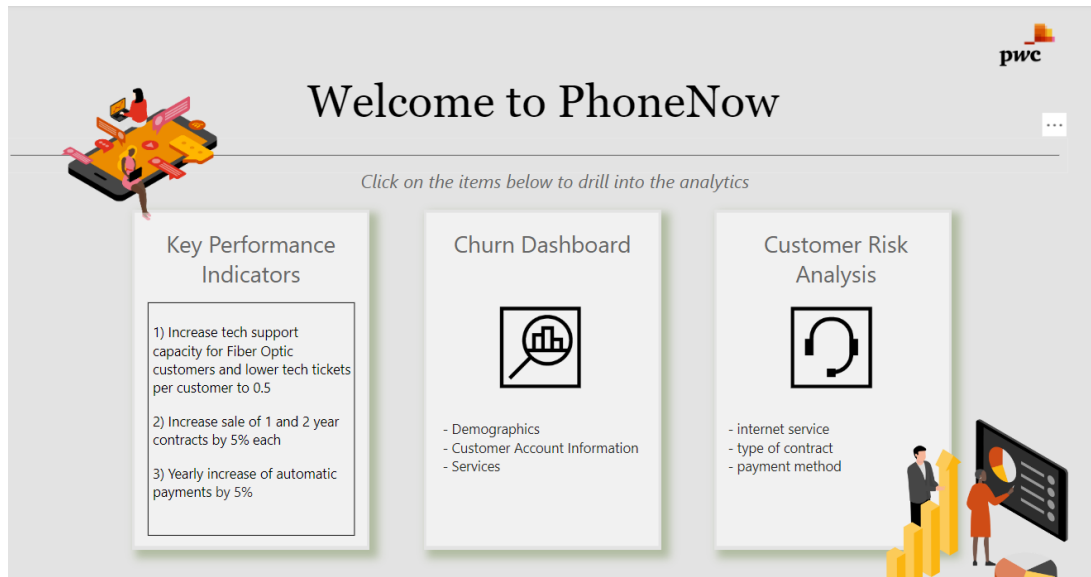 pwc
Welcome to PhoneNow
Click on the items below to drill into the analytics
Key Performance
Indicators
1) Increase tech support
capacity for Fiber Optic
customers and lower tech tickets
per customer to 0.5
2) Increase sale of 1 and 2 year
contracts by 5% each
3) Yearly increase of automatic
payments by 5%
Churn Dashboard
- Demographics
- Customer Account Information
- Services
Customer Risk
Analysis
- internet service
- type of contract
- payment method